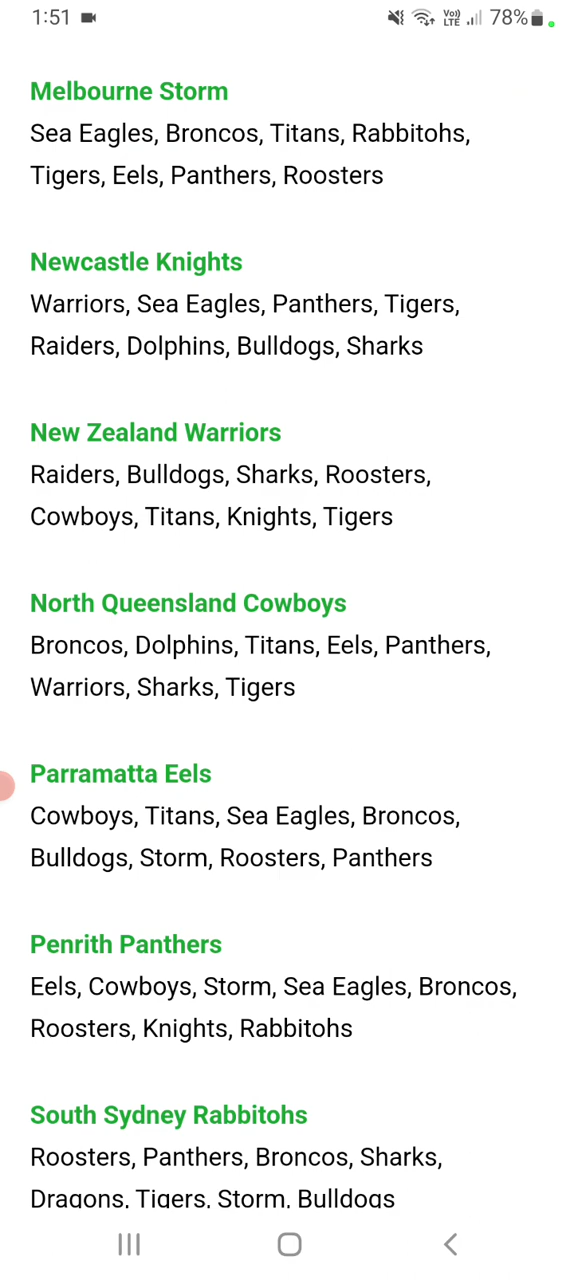 1:51
Vo)) LTE 78%
Melbourne Storm
Sea Eagles, Broncos, Titans, Rabbitohs,
Tigers, Eels, Panthers, Roosters
Newcastle Knights
Warriors, Sea Eagles, Panthers, Tigers,
Raiders, Dolphins, Bulldogs, Sharks
New Zealand Warriors
Raiders, Bulldogs, Sharks, Roosters,
Cowboys, Titans, Knights, Tigers
North Queensland Cowboys
Broncos, Dolphins, Titans, Eels, Panthers,
Warriors, Sharks, Tigers
Parramatta Eels
Cowboys, Titans, Sea Eagles, Broncos,
Bulldogs, Storm, Roosters, Panthers
Penrith Panthers
Eels, Cowboys, Storm, Sea Eagles, Broncos,
Roosters, Knights, Rabbitohs
South Sydney Rabbitohs
Roosters, Panthers, Broncos, Sharks,
Dragons, Tigers, Storm, Bulldogs